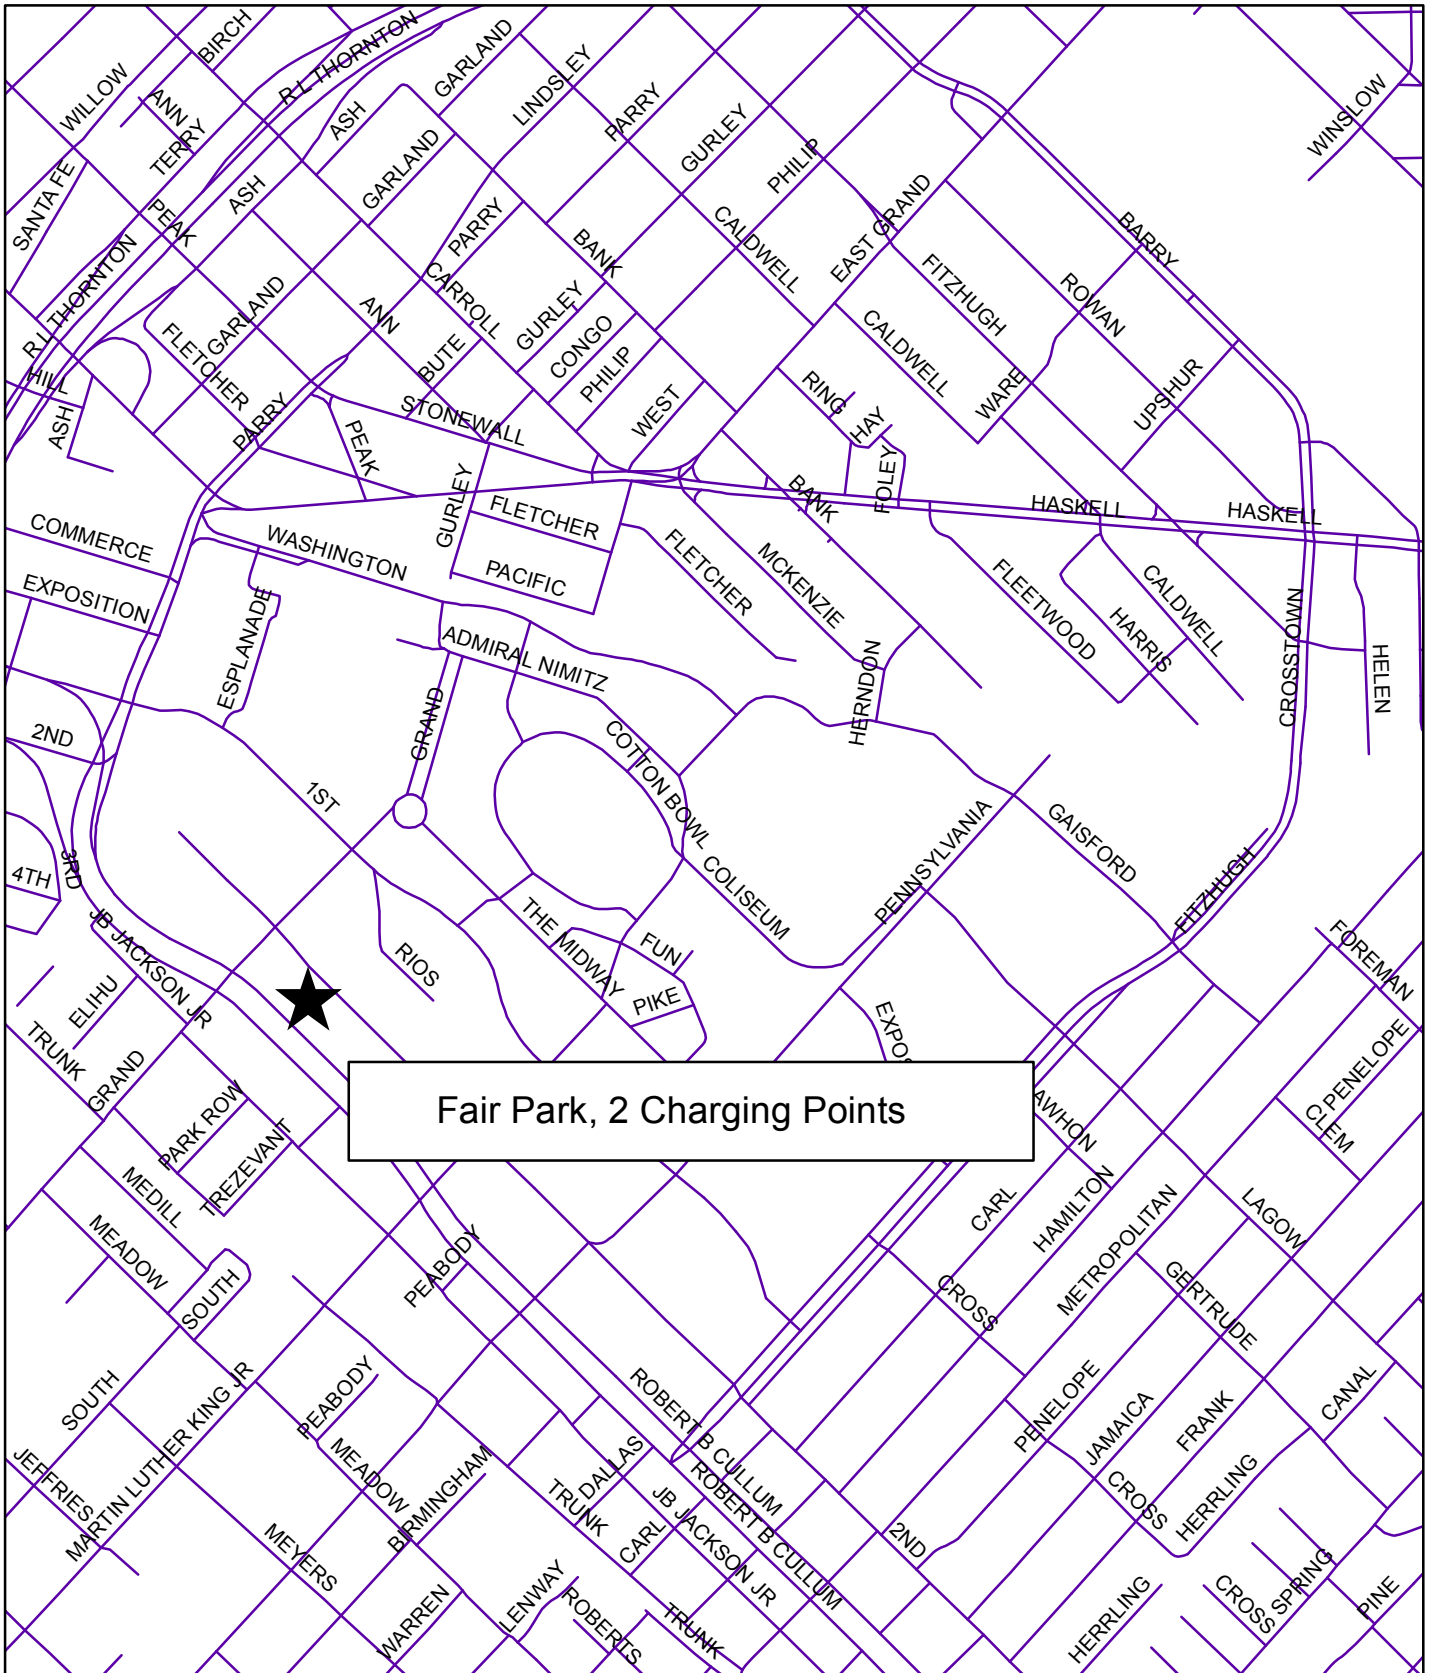 BIRCH
R L THORNTON
GARLAND
LINDSLEY
WILLOW
ANN
ASH
PARRY
GURLEY
WINSLOW
TERRY
GARLAND
PHILIP
SANTA FE
ASH
PEAK
PARRY
BANK
CALDWELL
EAST GRAND
BARRY
R L THORNTON
CARROLL
FITZHUGH
ROWAN
GARLAND
ANN
GURLEY
FLETCHER
BUTE
CONGO
PHILIP
CALDWELL
UPSHUR
HILL
ASH
PARRY
STONEWALL
PEAK
WEST
RING
HAY
WARE
GURLEY
FOLEY
BANK
HASKELL
HASKELL
FLETCHER
COMMERCE
WASHINGTON
FLETCHER
MCKENZIE
PACIFIC
EXPOSITION
ESPLANADE
FLEETWOOD
HARRIS
CALDWELL
CROSSTOWN
ADMIRAL NIMITZ
HERNDON
HELEN
GRAND
2ND
COTTON BOWL
1ST
PENNSYLVANIA
GAISFORD
3RD
4TH
COLISEUM
FITZHUGH
JB JACKSON JR
THE MIDWAY
FUN
FOREMAN
RIOS
PIKE
ELIHU
TRUNK
GRAND
PENELOPE
Fair Park, 2 Charging Points
PARK ROW
CLEM
TREZEVANT
MEDILL
CARL
HAMILTON
METROPOLITAN
LAGOW
MEADOW
PEABODY
SOUTH
CROSS
GERTRUDE
PEABODY
ROBERT B CULLUM
SOUTH
MARTIN LUTHER KING JR
PENELOPE
JAMAICA
FRANK
CANAL
JEFFRIES
MEADOW
BIRMINGHAM
DALLAS
TRUNK
JB JACKSON JR
ROBERT B CULLUM
CROSS
HERRLING
MEYERS
CARL
2ND
WARREN
LENWAY
ROBERTS
TRUNK
HERRLING
CROSS
SPRING
PINE